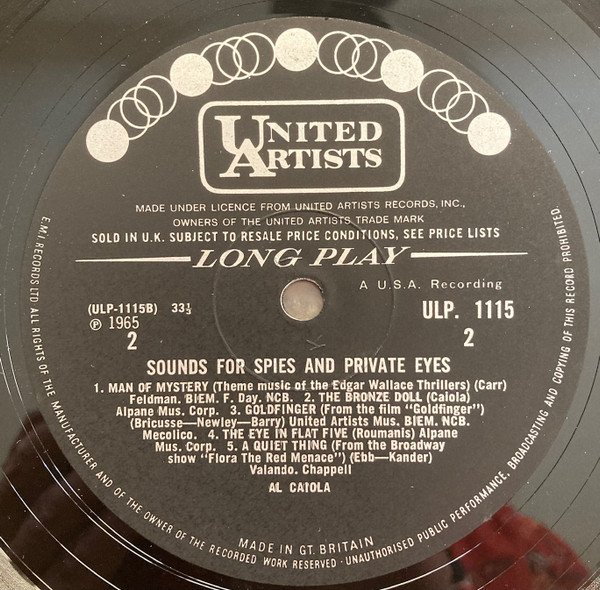 UNITED
ARTISTS
MADE UNDER LICENCE FROM UNITED ARTISTS RECORDS, INC.,
OWNERS OF THE UNITED ARTISTS TRADE MARK
SOLD IN U.K. SUBJECT TO RESALE PRICE CONDITIONS, SEE PRICE LISTS
LONG PLAY
A U.S.A. Recording
(ULP-1115B) 33⅓
ULP. 1115
℗ 1965
2
2
SOUNDS FOR SPIES AND PRIVATE EYES
1. MAN OF MYSTERY (Theme music of the Edgar Wallace Thrillers) (Carr)
Feldman. BIEM. F. Day. NCB. 2. THE BRONZE DOLL (Caiola)
Alpane Mus. Corp. 3. GOLDFINGER (From the film "Goldfinger")
(Bricusse—Newley—Barry) United Artists Mus. BIEM. NCB.
Mecolico. 4. THE EYE IN FLAT FIVE (Roumanis) Alpane
Mus. Corp. 5. A QUIET THING (From the Broadway
show "Flora The Red Menace") (Ebb—Kander)
Valando. Chappell
AL CAIOLA
MADE IN GT. BRITAIN
E.M.I. RECORDS LTD ALL RIGHTS OF THE MANUFACTURER AND OF THE OWNER OF THE RECORDED WORK RESERVED · UNAUTHORISED PUBLIC PERFORMANCE, BROADCASTING AND COPYING OF THIS RECORD PROHIBITED.